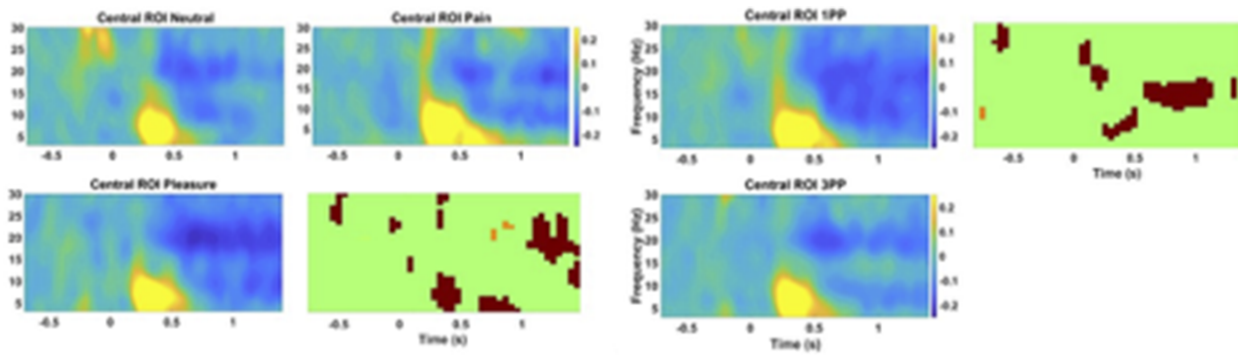 Central ROI Neutral
30
25
20
15
10
5
-0.5 0 0.5 1
Central ROI Pain
30
25
20
15
10
5
-0.5 0 0.5 1
0.2
0.1
0
-0.1
-0.2
Central ROI Pleasure
30
25
20
15
10
5
-0.5 0 0.5 1
-0.5 0 0.5 1
Time (s)
Central ROI 1PP
Frequency (Hz)
30
25
20
15
10
5
-0.5 0 0.5 1
0.2
0.1
0
-0.1
-0.2
-0.5 0 0.5 1
Time (s)
Central ROI 3PP
Frequency (Hz)
30
25
20
15
10
5
-0.5 0 0.5 1
Time (s)
0.2
0.1
0
-0.1
-0.2